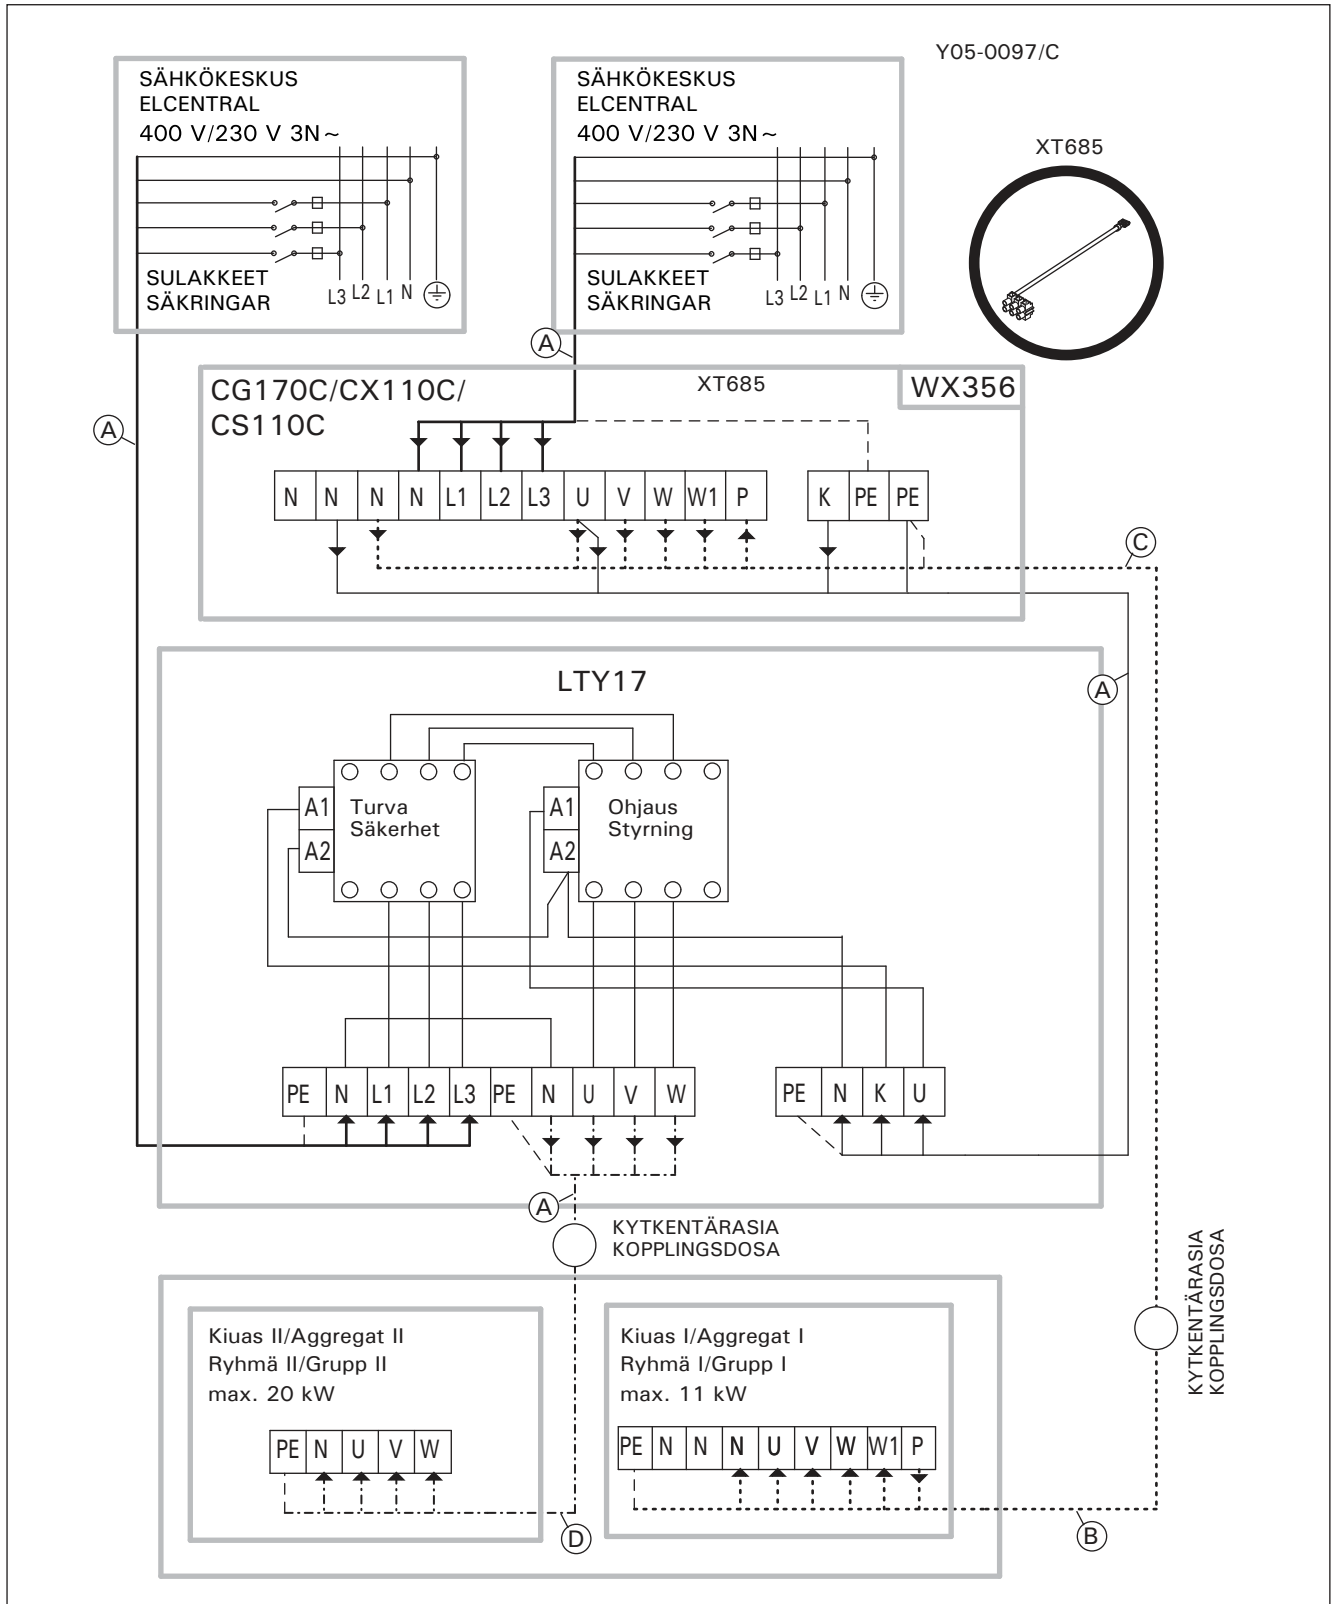 Y05-0097/C
SÄHKÖKESKUS
ELCENTRAL
400 V/230 V 3N~
SULAKKEET
SÄKRINGAR
L3 L2 L1 N
SÄHKÖKESKUS
ELCENTRAL
400 V/230 V 3N~
SULAKKEET
SÄKRINGAR
L3 L2 L1 N
XT685
A
A
CG170C/CX110C/
CS110C
XT685
WX356
N N N N L1 L2 L3 U V W W1 P
K PE PE
C
LTY17
A
A1
A2
Turva
Säkerhet
A1
A2
Ohjaus
Styrning
PE N L1 L2 L3 PE N U V W
PE N K U
A
KYTKENTÄRASIA
KOPPLINGSDOSA
KYTKENTÄRASIA
KOPPLINGSDOSA
Kiuas II/Aggregat II
Ryhmä II/Grupp II
max. 20 kW
PE N U V W
D
Kiuas I/Aggregat I
Ryhmä I/Grupp I
max. 11 kW
PE N N N U V W W1 P
B